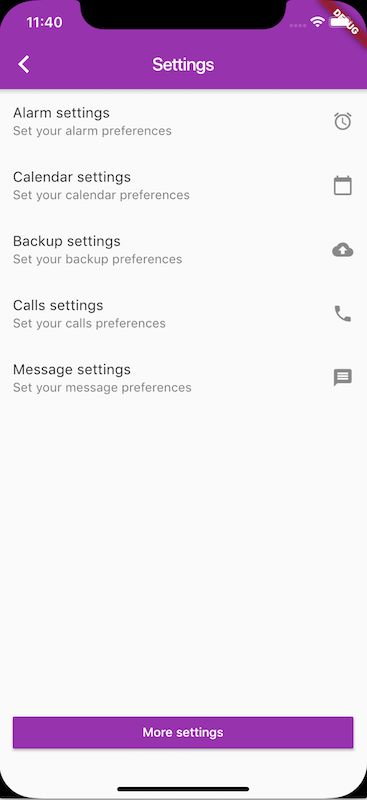 11:40
DEBUG
Settings
Alarm settings
Set your alarm preferences
Calendar settings
Set your calendar preferences
Backup settings
Set your backup preferences
Calls settings
Set your calls preferences
Message settings
Set your message preferences
More settings